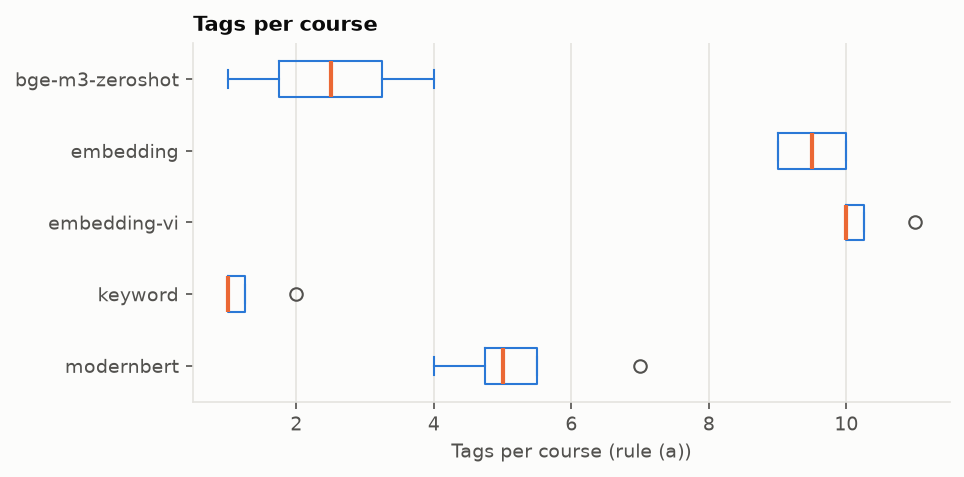 Tags per course
bge-m3-zeroshot
embedding
embedding-vi
keyword
modernbert
2 4 6 8 10
Tags per course (rule (a))